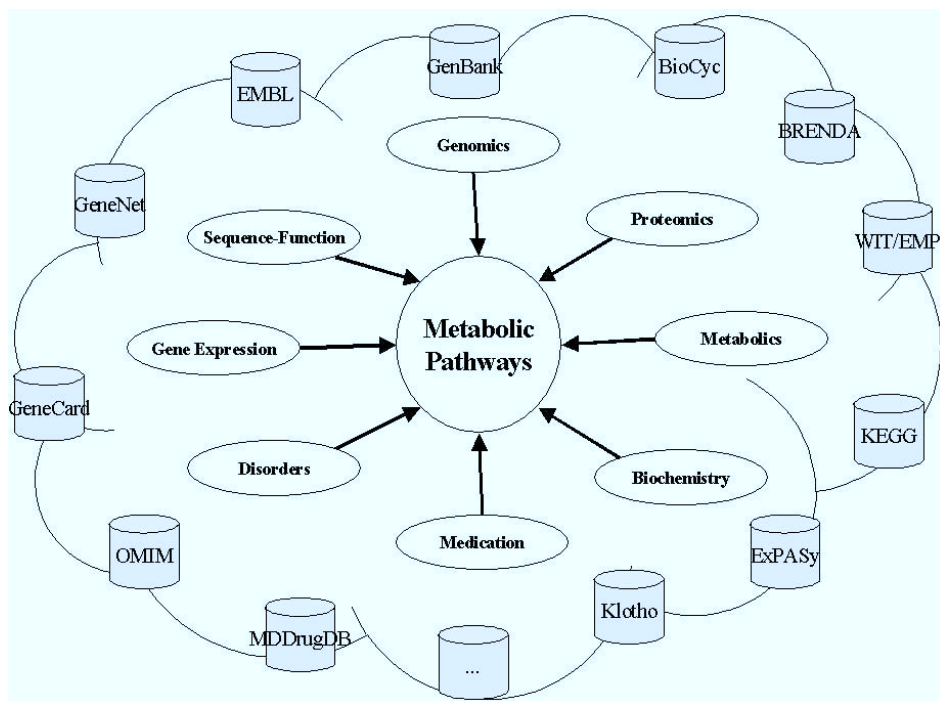 GenBank
BioCyc
EMBL
BRENDA
Genomics
GeneNet
Proteomics
Sequence-Function
WIT/EMP
Metabolic
Pathways
Metabolics
Gene Expression
GeneCard
KEGG
Disorders
Biochemistry
Medication
OMIM
ExPASy
Klotho
MDDrugDB
...